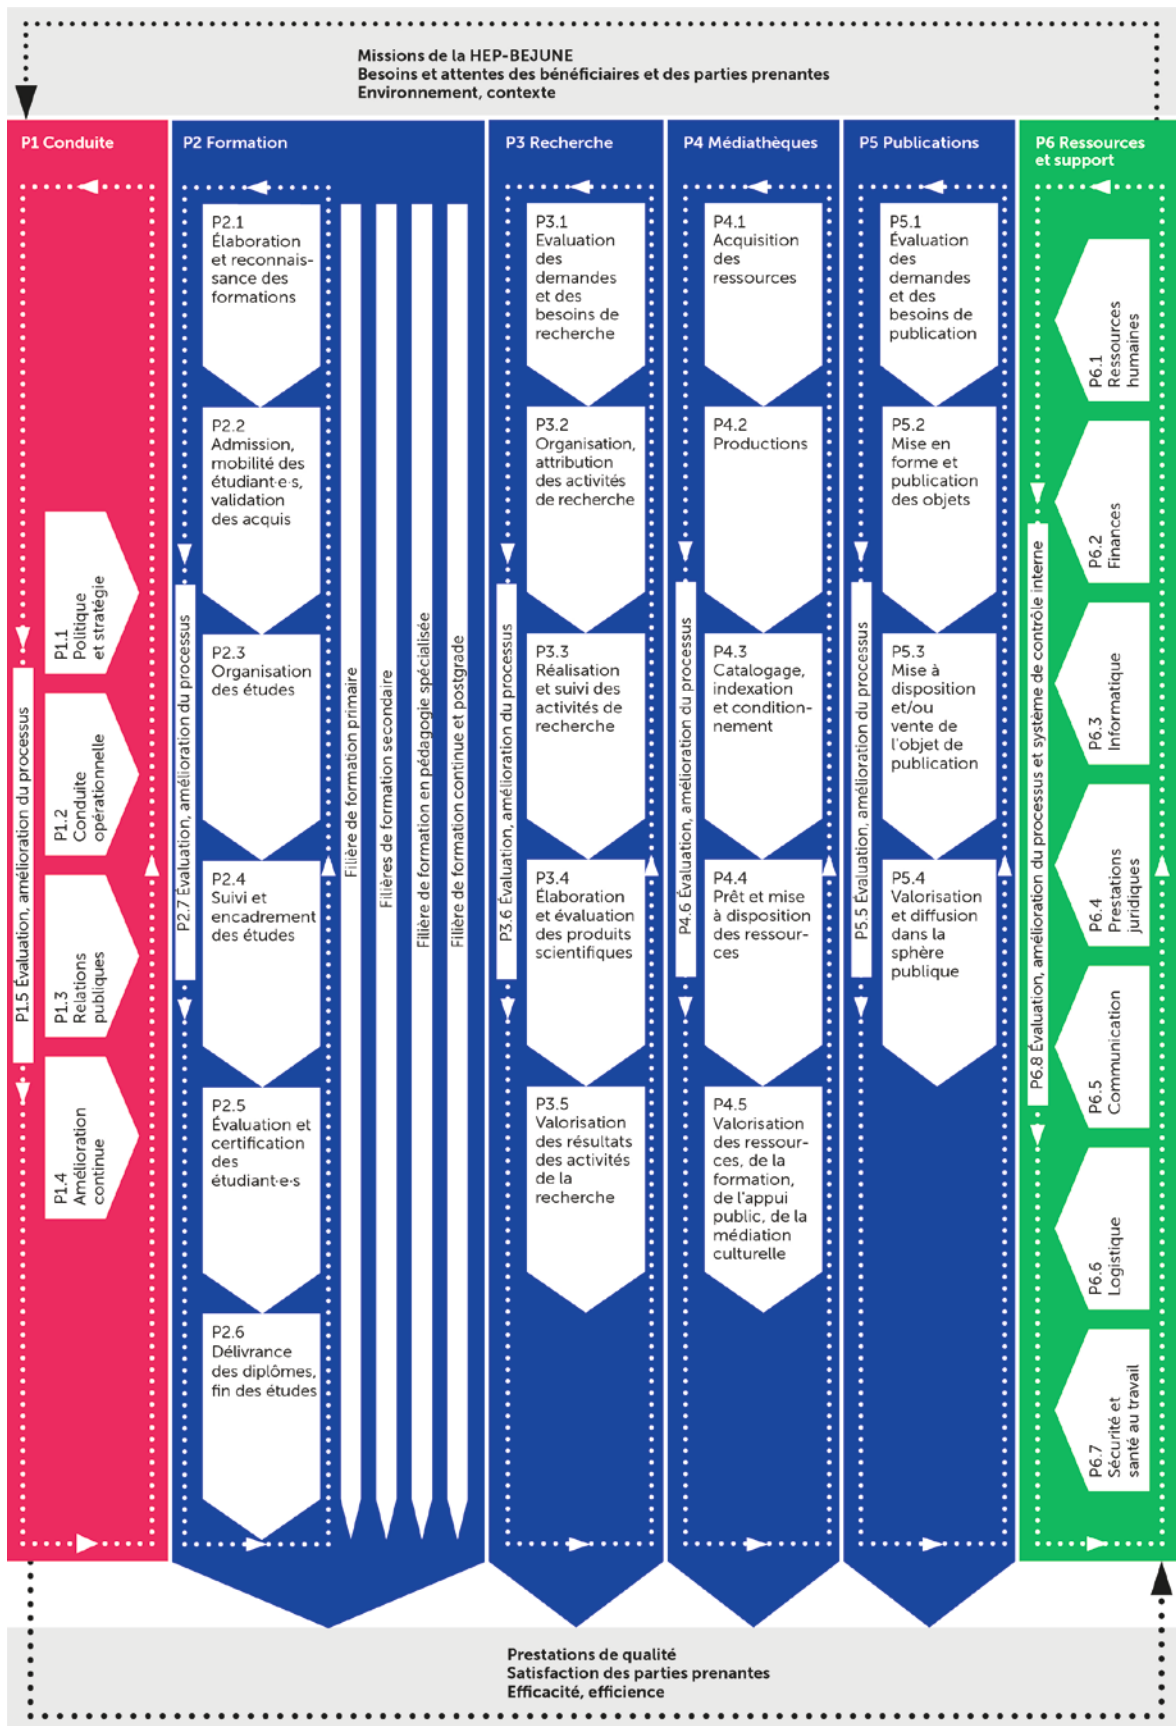 Missions de la HEP-BEJUNE
Besoins et attentes des bénéficiaires et des parties prenantes
Environnement, contexte
P1 Conduite
P1.5 Évaluation, amélioration du processus
P1.1
Politique
et stratégie
P1.2
Conduite
opérationnelle
P1.3
Relations
publiques
P1.4
Amélioration
continue
P2 Formation
P2.7 Évaluation, amélioration du processus
P2.1
Élaboration
et reconnais-
sance des
formations
P2.2
Admission,
mobilité des
étudiant·e·s,
validation
des acquis
P2.3
Organisation
des études
P2.4
Suivi et
encadrement
des études
P2.5
Évaluation et
certification
des
étudiant·e·s
P2.6
Délivrance
des diplômes,
fin des études
Filière de formation primaire
Filières de formation secondaire
Filière de formation en pédagogie spécialisée
Filière de formation continue et postgrade
P3 Recherche
P3.6 Évaluation, amélioration du processus
P3.1
Evaluation
des
demandes
et des
besoins de
recherche
P3.2
Organisation,
attribution
des activités
de recherche
P3.3
Réalisation
et suivi des
activités de
recherche
P3.4
Élaboration
et évaluation
des produits
scientifiques
P3.5
Valorisation
des résultats
des activités
de la
recherche
P4 Médiathèques
P4.6 Évaluation, amélioration du processus
P4.1
Acquisition
des
ressources
P4.2
Productions
P4.3
Catalogage,
indexation
et condition-
nement
P4.4
Prêt et mise
à disposition
des ressour-
ces
P4.5
Valorisation
des ressour-
ces, de la
formation,
de l'appui
public, de la
médiation
culturelle
P5 Publications
P5.5 Évaluation, amélioration du processus
P5.1
Évaluation
des
demandes
et des
besoins de
publication
P5.2
Mise en
forme et
publication
des objets
P5.3
Mise à
disposition
et/ou
vente de
l'objet de
publication
P5.4
Valorisation
et diffusion
dans la
sphère
publique
P6 Ressources
et support
P6.8 Évaluation, amélioration du processus et système de contrôle interne
P6.1
Ressources
humaines
P6.2
Finances
P6.3
Informatique
P6.4
Prestations
juridiques
P6.5
Communication
P6.6
Logistique
P6.7
Sécurité et
santé au travail
Prestations de qualité
Satisfaction des parties prenantes
Efficacité, efficience